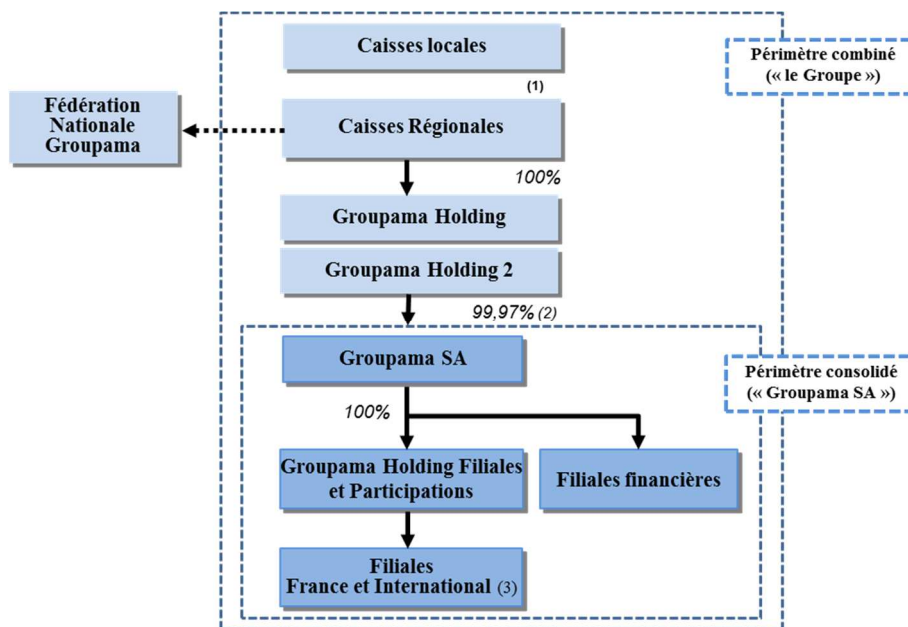 Caisses locales
Périmètre combiné
(« le Groupe »)
(1)
Fédération
Nationale
Groupama
Caisses Régionales
100%
Groupama Holding
Groupama Holding 2
99,97% (2)
Groupama SA
Périmètre consolidé
(« Groupama SA »)
100%
Groupama Holding Filiales
et Participations
Filiales financières
Filiales
France et International (3)